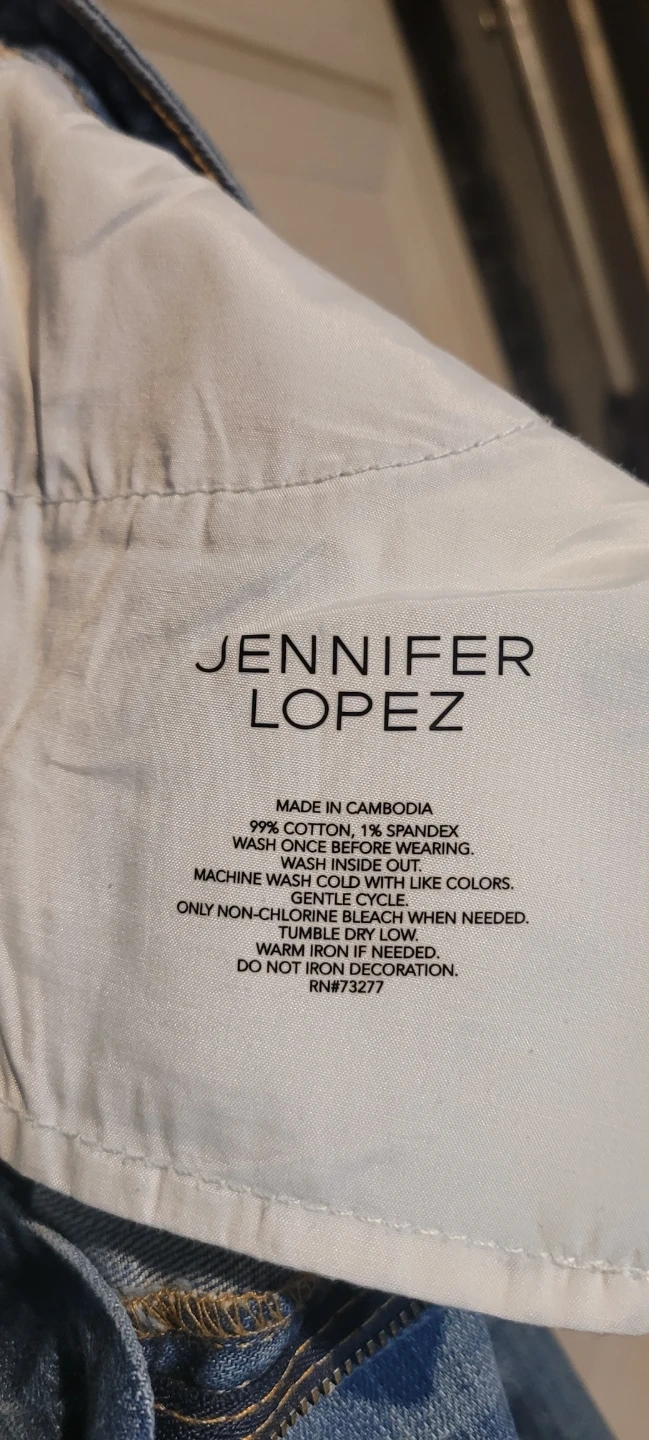 JENNIFER
LOPEZ
MADE IN CAMBODIA
99% COTTON, 1% SPANDEX
WASH ONCE BEFORE WEARING.
WASH INSIDE OUT.
MACHINE WASH COLD WITH LIKE COLORS.
GENTLE CYCLE.
ONLY NON-CHLORINE BLEACH WHEN NEEDED.
TUMBLE DRY LOW.
WARM IRON IF NEEDED.
DO NOT IRON DECORATION.
RN#73277